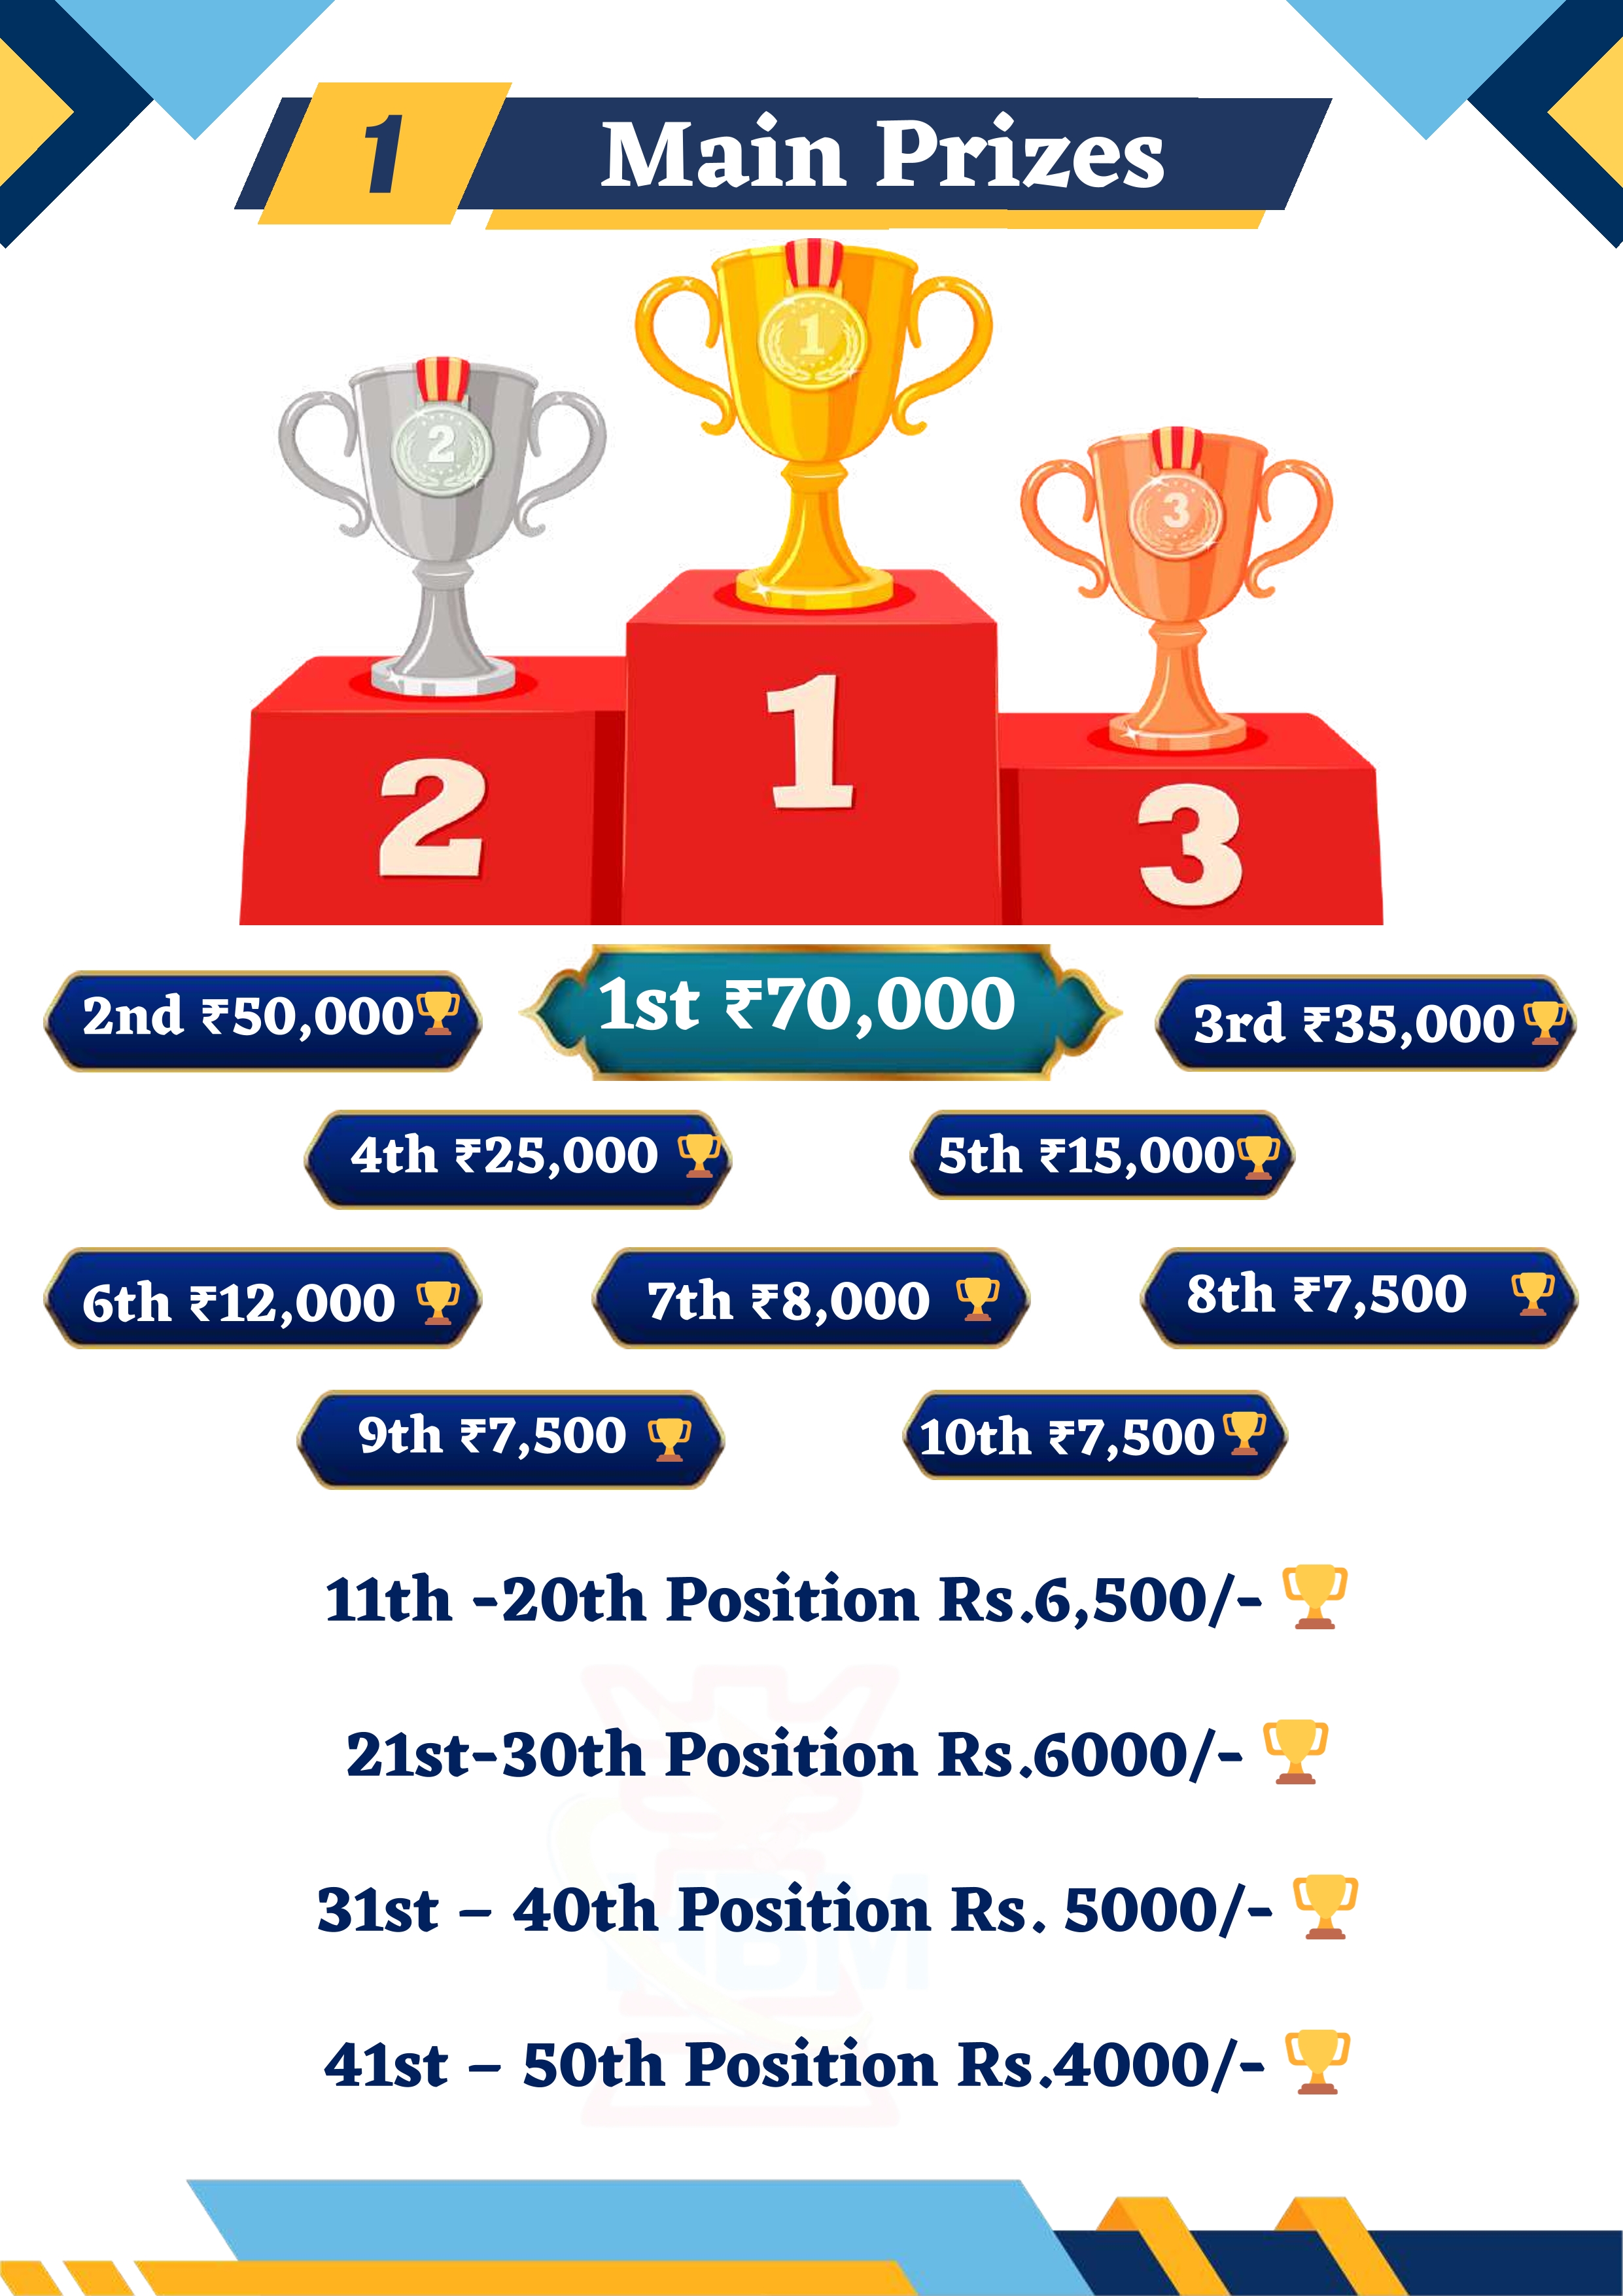 1 Main Prizes
1
2
3
1
2
3
2nd ₹50,000
1st ₹70,000
3rd ₹35,000
4th ₹25,000
5th ₹15,000
6th ₹12,000
7th ₹8,000
8th ₹7,500
9th ₹7,500
10th ₹7,500
11th -20th Position Rs.6,500/-
21st-30th Position Rs.6000/-
31st – 40th Position Rs. 5000/-
41st – 50th Position Rs.4000/-